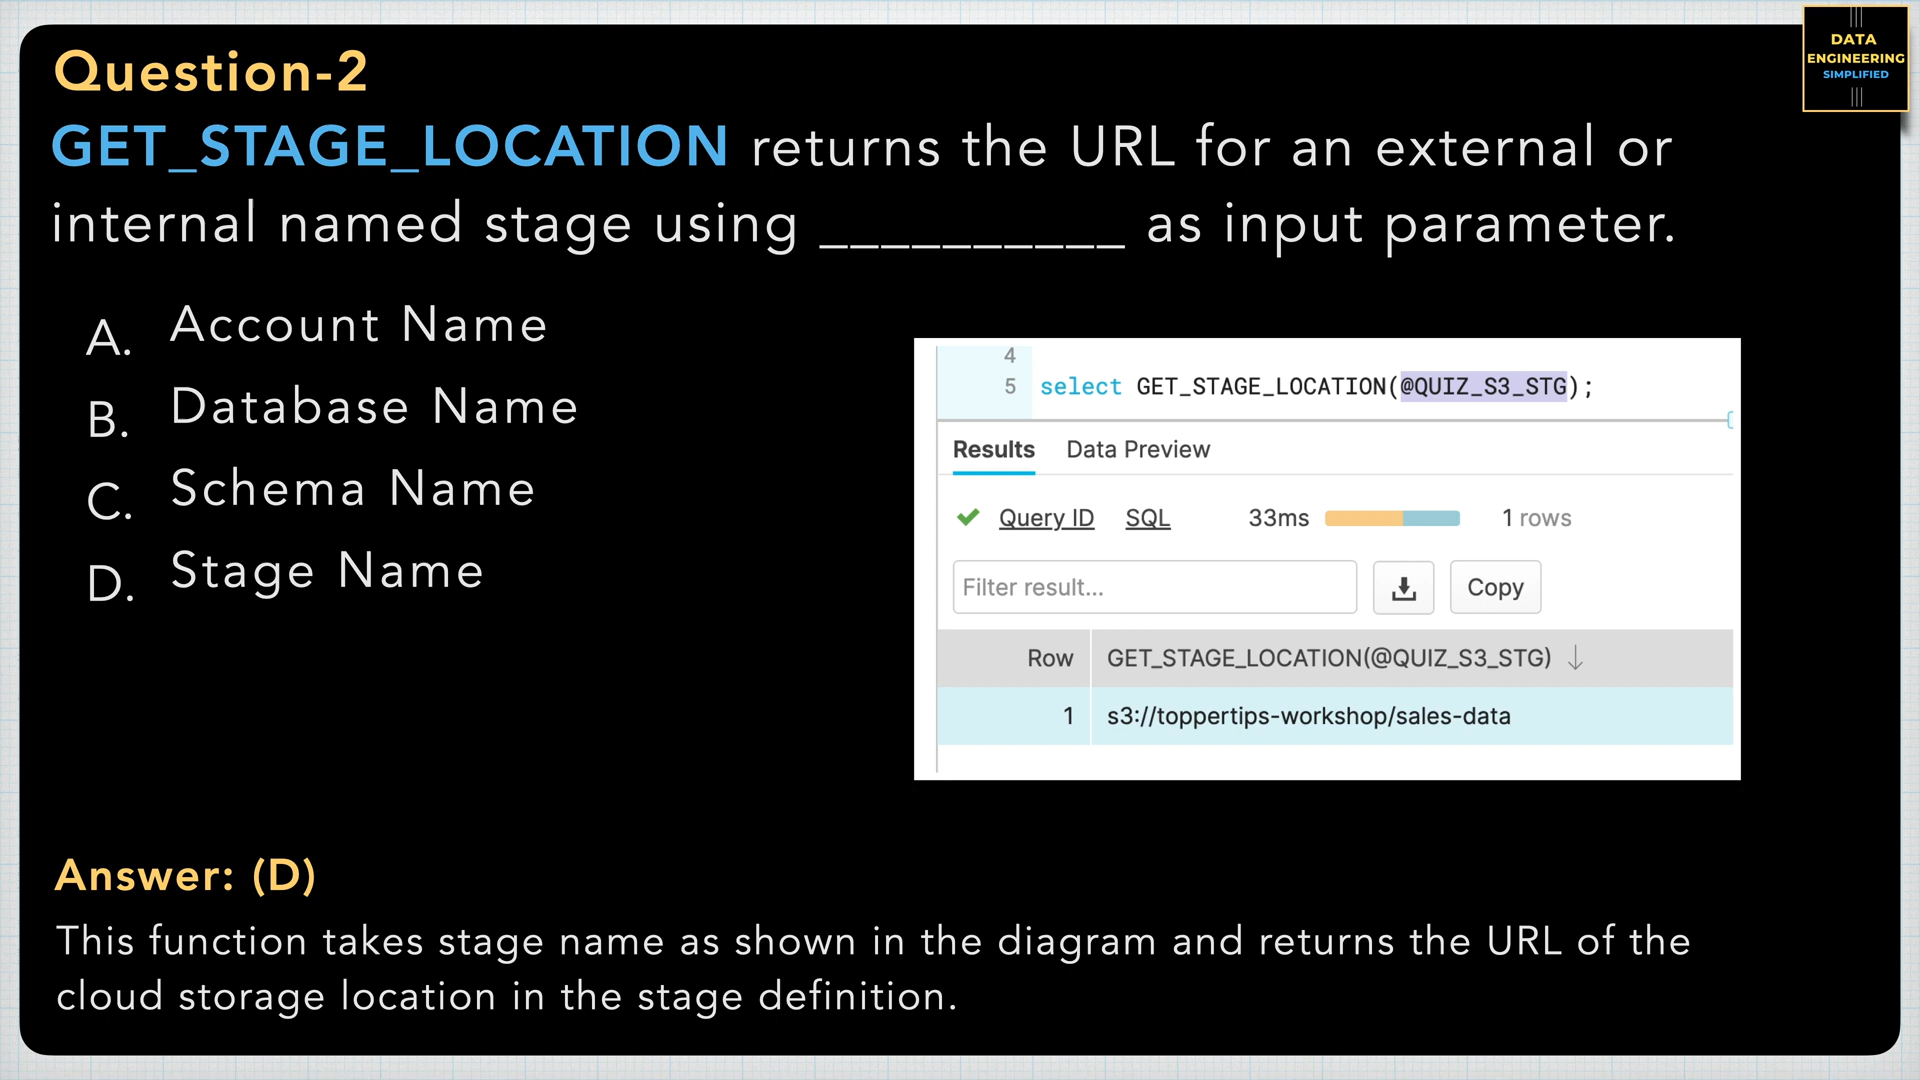 DATA
ENGINEERING
SIMPLIFIED
Question-2
GET_STAGE_LOCATION returns the URL for an external or
internal named stage using __________ as input parameter.
A. Account Name
B. Database Name
C. Schema Name
D. Stage Name
4
5 select GET_STAGE_LOCATION(@QUIZ_S3_STG);
Results Data Preview
Query ID SQL 33ms 1 rows
Filter result... Copy
Row GET_STAGE_LOCATION(@QUIZ_S3_STG)
1 s3://toppertips-workshop/sales-data
Answer: (D)
This function takes stage name as shown in the diagram and returns the URL of the
cloud storage location in the stage definition.